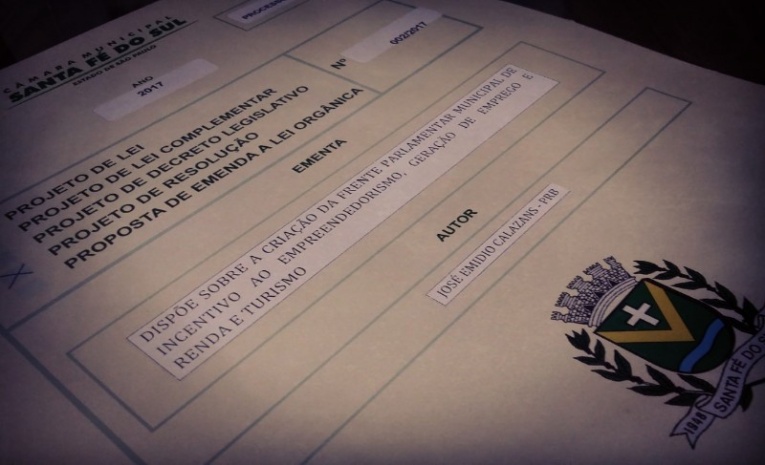 CÂMARA MUNICIPAL
SANTA FÉ DO SUL
ESTADO DE SÃO PAULO
ANO
2017
Nº
002/2017
PROJETO DE LEI
PROJETO DE LEI COMPLEMENTAR
PROJETO DE DECRETO LEGISLATIVO
PROJETO DE RESOLUÇÃO
PROPOSTA DE EMENDA A LEI ORGÂNICA
EMENTA
DISPÕE SOBRE A CRIAÇÃO DA FRENTE PARLAMENTAR MUNICIPAL DE
INCENTIVO AO EMPREENDEDORISMO, GERAÇÃO DE EMPREGO E
RENDA E TURISMO
AUTOR
JOSÉ EMIDIO CALAZANS - PRB
1948
SANTA FÉ DO